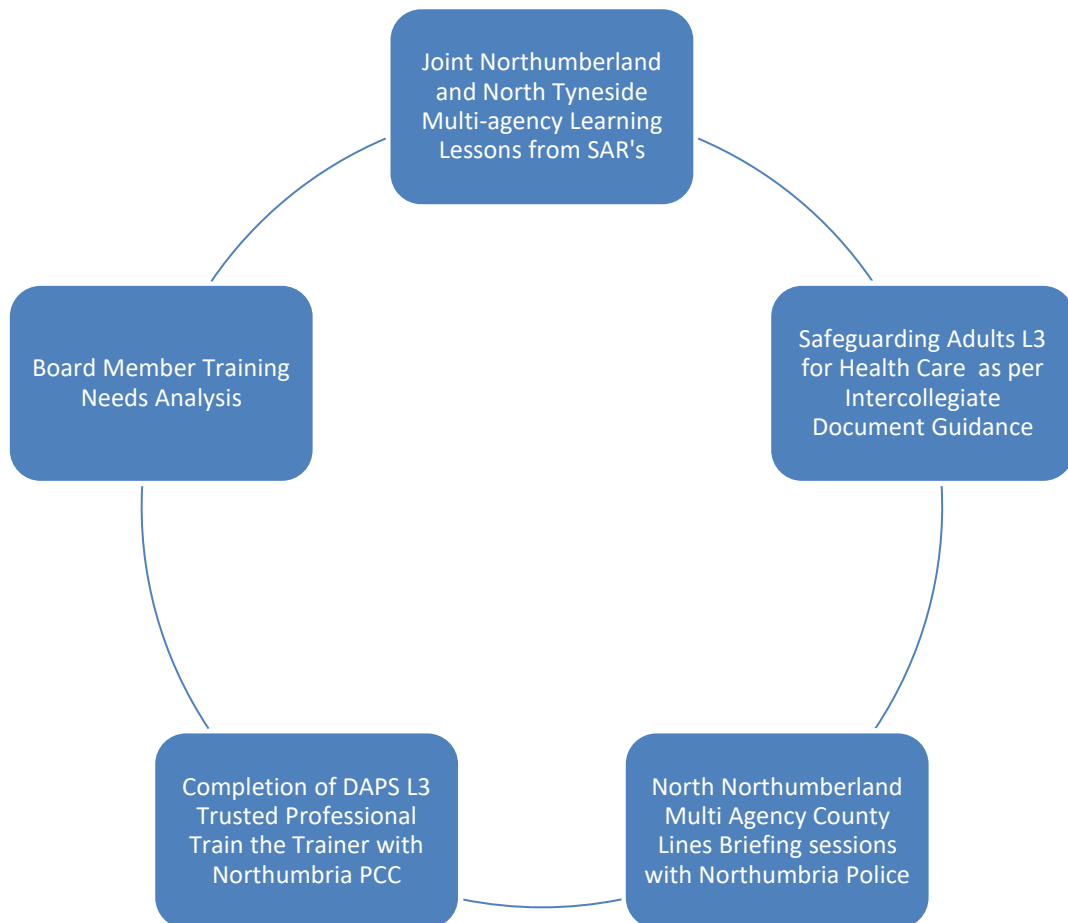 Joint Northumberland
and North Tyneside
Multi-agency Learning
Lessons from SAR's
Safeguarding Adults L3
for Health Care  as per
Intercollegiate
Document Guidance
North Northumberland
Multi Agency County
Lines Briefing sessions
with Northumbria Police
Completion of DAPS L3
Trusted Professional
Train the Trainer with
Northumbria PCC
Board Member Training
Needs Analysis